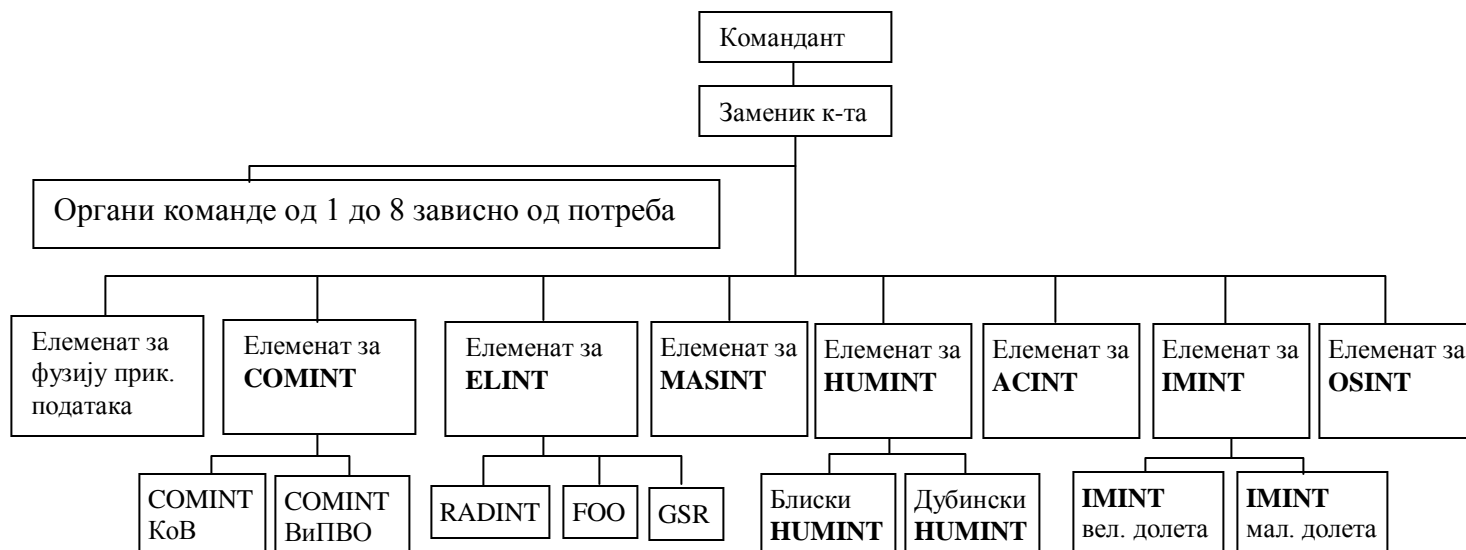 Командант
Заменик к-та
Органи команде од 1 до 8 зависно од потреба
Елеменат за
фузију прик.
података
Елеменат за
COMINT
Елеменат за
ELINT
Елеменат за
MASINT
Елеменат за
HUMINT
Елеменат за
ACINT
Елеменат за
IMINT
Елеменат за
OSINT
COMINT
КоВ
COMINT
ВиПВО
RADINT
FOO
GSR
Блиски
HUMINT
Дубински
HUMINT
IMINT
вел. долета
IMINT
мал. долета